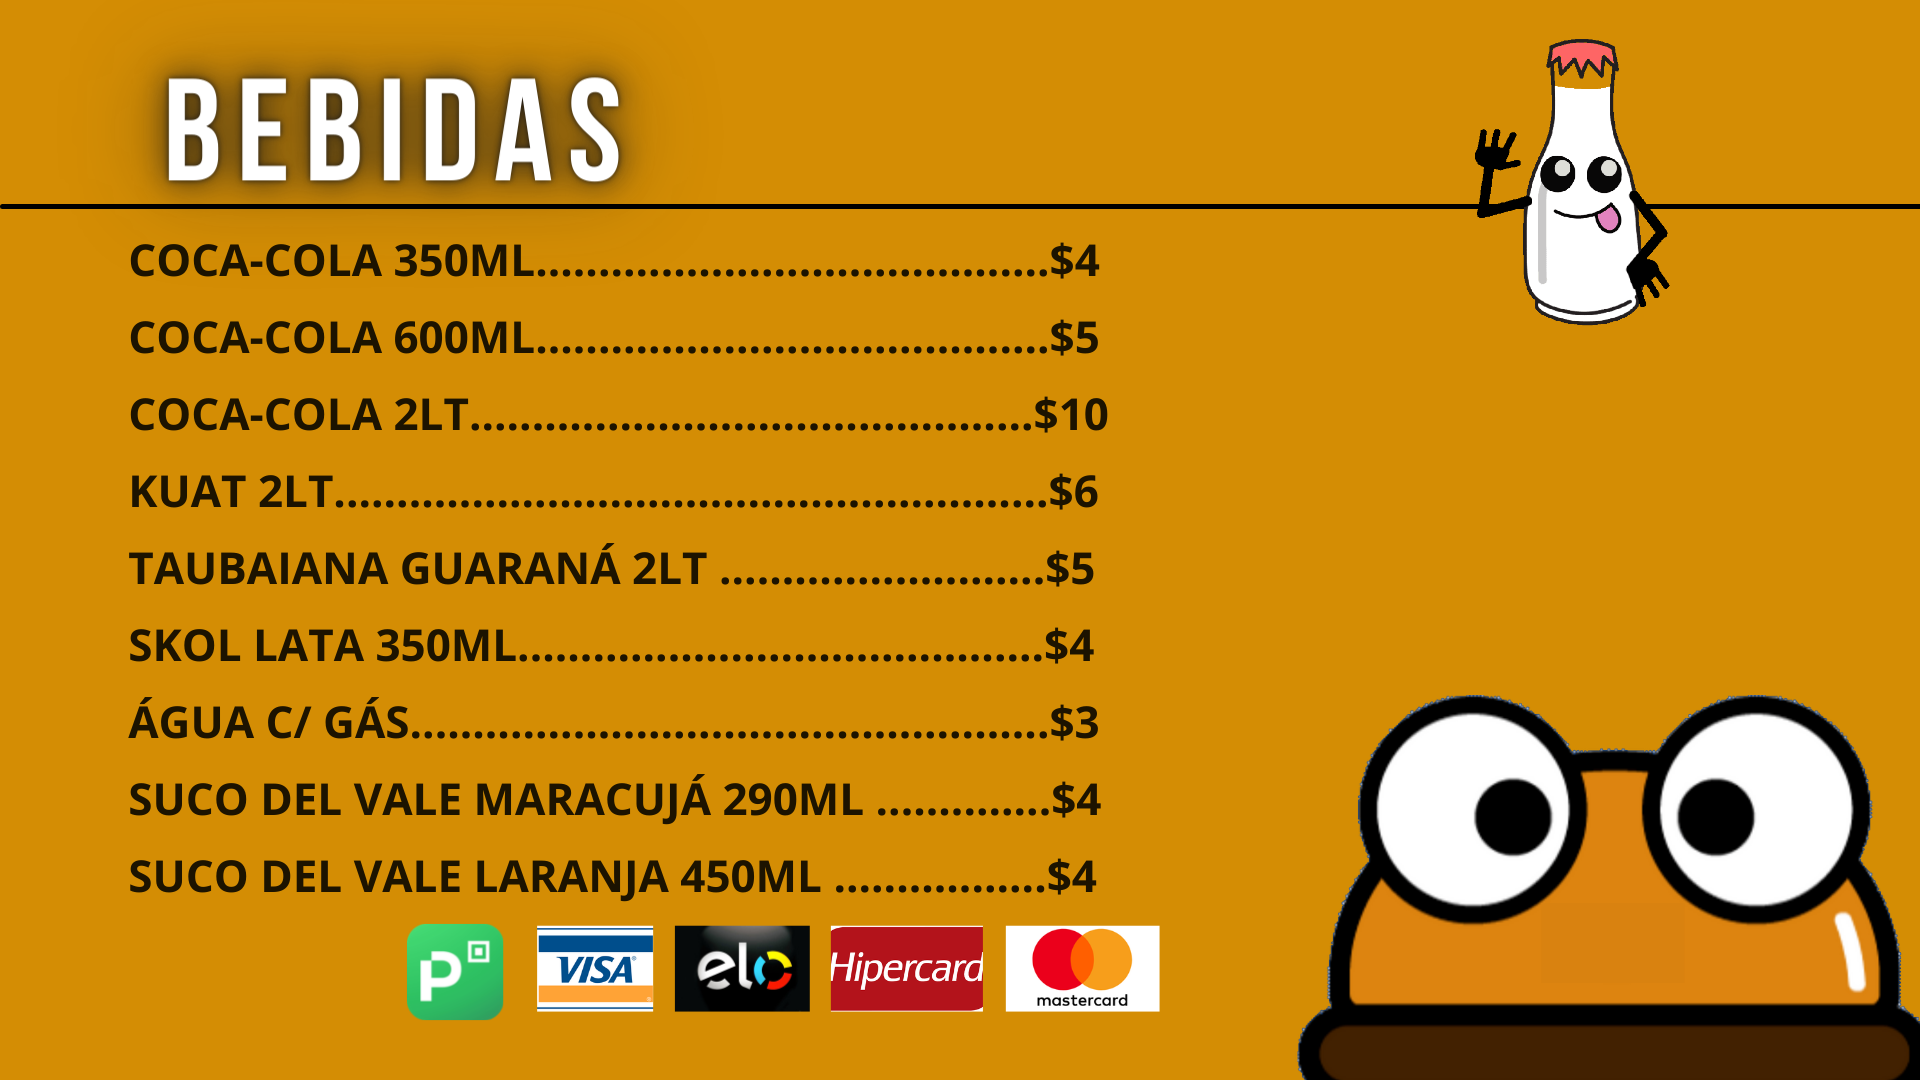 BEBIDAS
COCA-COLA 350ML.........................................$4
COCA-COLA 600ML.........................................$5
COCA-COLA 2LT.............................................$10
KUAT 2LT.........................................................$6
TAUBAIANA GUARANÁ 2LT ..........................$5
SKOL LATA 350ML..........................................$4
ÁGUA C/ GÁS...................................................$3
SUCO DEL VALE MARACUJÁ 290ML ..............$4
SUCO DEL VALE LARANJA 450ML .................$4
P VISA elo Hipercard mastercard